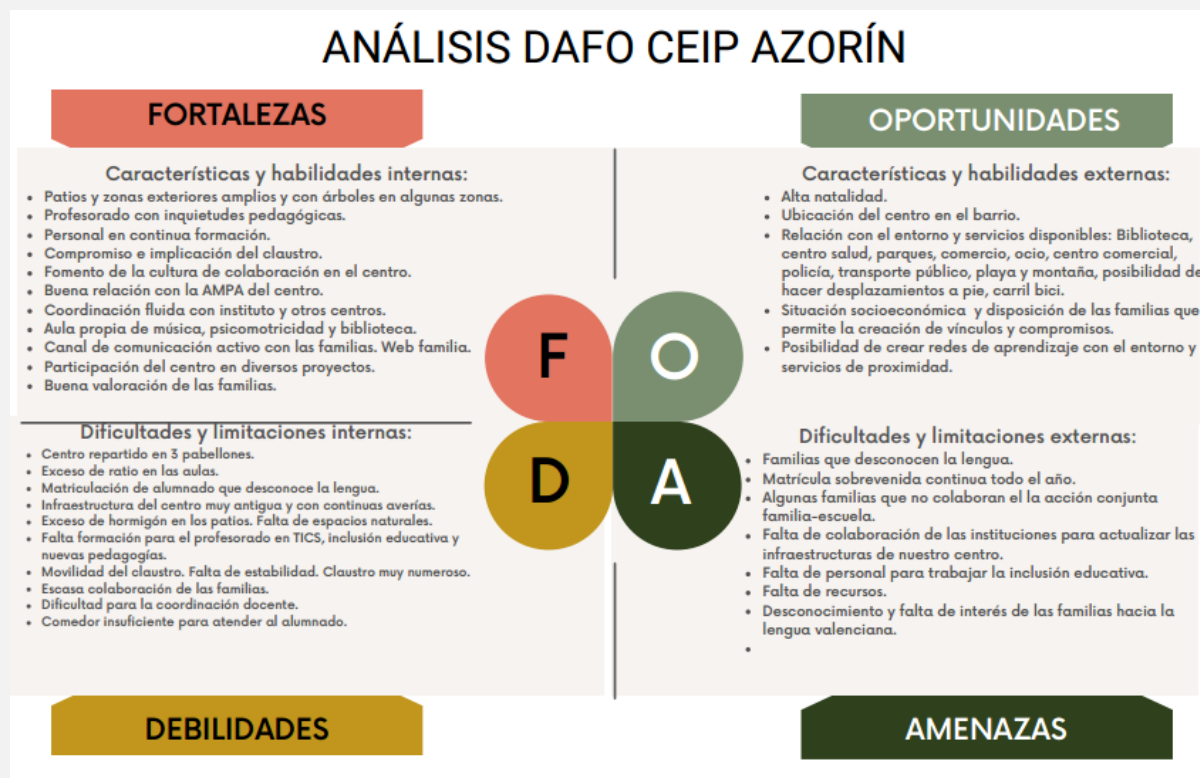 ANÁLISIS DAFO CEIP AZORÍN
FORTALEZAS
Características y habilidades internas:
• Patios y zonas exteriores amplios y con árboles en algunas zonas.
• Profesorado con inquietudes pedagógicas.
• Personal en continua formación.
• Compromiso e implicación del claustro.
• Fomento de la cultura de colaboración en el centro.
• Buena relación con la AMPA del centro.
• Coordinación fluida con instituto y otros centros.
• Aula propia de música, psicomotricidad y biblioteca.
• Canal de comunicación activo con las familias. Web familia.
• Participación del centro en diversos proyectos.
• Buena valoración de las familias.
OPORTUNIDADES
Características y habilidades externas:
• Alta natalidad.
• Ubicación del centro en el barrio.
• Relación con el entorno y servicios disponibles: Biblioteca,
centro salud, parques, comercio, ocio, centro comercial,
policía, transporte público, playa y montaña, posibilidad de
hacer desplazamientos a pie, carril bici.
• Situación socioeconómica y disposición de las familias que
permite la creación de vínculos y compromisos.
• Posibilidad de crear redes de aprendizaje con el entorno y
servicios de proximidad.
F
O
D
A
Dificultades y limitaciones internas:
• Centro repartido en 3 pabellones.
• Exceso de ratio en las aulas.
• Matriculación de alumnado que desconoce la lengua.
• Infraestructura del centro muy antigua y con continuas averías.
• Exceso de hormigón en los patios. Falta de espacios naturales.
• Falta formación para el profesorado en TICS, inclusión educativa y
nuevas pedagogías.
• Movilidad del claustro. Falta de estabilidad. Claustro muy numeroso.
• Escasa colaboración de las familias.
• Dificultad para la coordinación docente.
• Comedor insuficiente para atender al alumnado.
DEBILIDADES
Dificultades y limitaciones externas:
• Familias que desconocen la lengua.
• Matrícula sobrevenida continua todo el año.
• Algunas familias que no colaboran el la acción conjunta
familia-escuela.
• Falta de colaboración de las instituciones para actualizar las
infraestructuras de nuestro centro.
• Falta de personal para trabajar la inclusión educativa.
• Falta de recursos.
• Desconocimiento y falta de interés de las familias hacia la
lengua valenciana.
•
AMENAZAS